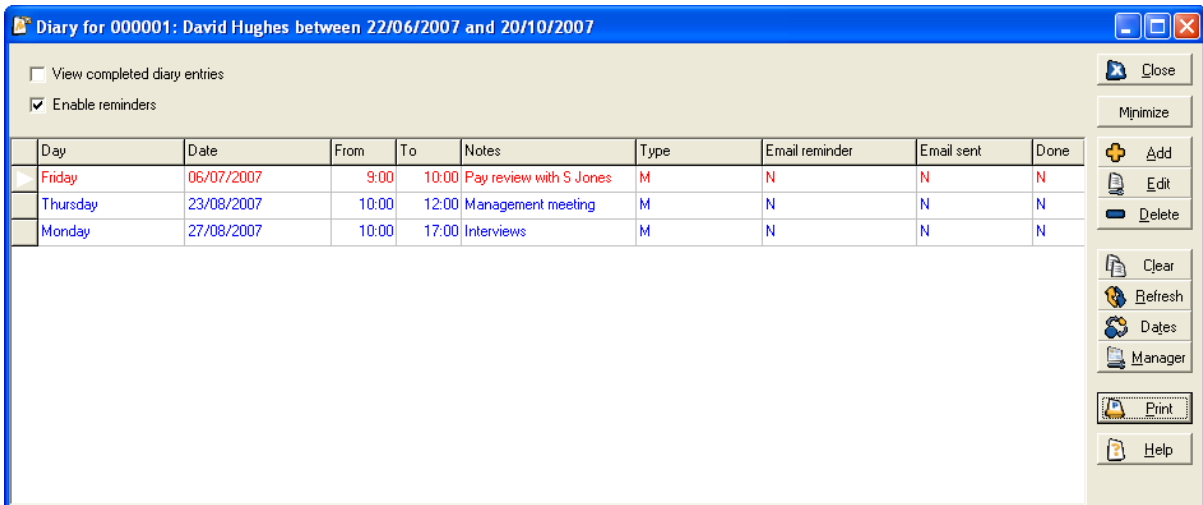 Diary for 000001: David Hughes between 22/06/2007 and 20/10/2007
View completed diary entries
Enable reminders
Day Date From To Notes Type Email reminder Email sent Done
Friday 06/07/2007 9:00 10:00 Pay review with S Jones M N N N
Thursday 23/08/2007 10:00 12:00 Management meeting M N N N
Monday 27/08/2007 10:00 17:00 Interviews M N N N
Close
Minimize
Add
Edit
Delete
Clear
Refresh
Dates
Manager
Print
Help